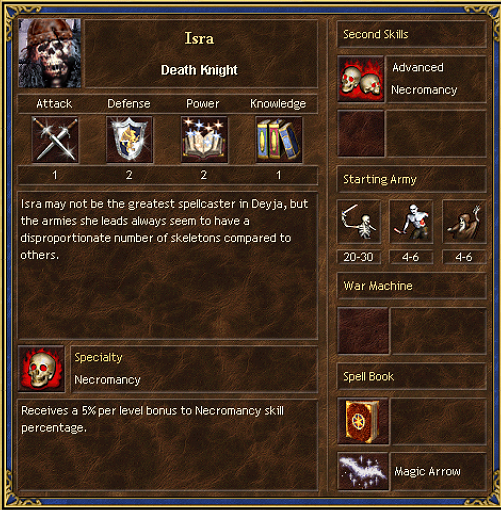 Isra
Death Knight
Attack Defense Power Knowledge
1 2 2 1
Isra may not be the greatest spellcaster in Deyja, but
the armies she leads always seem to have a
disproportionate number of skeletons compared to
others.
Specialty
Necromancy
Receives a 5% per level bonus to Necromancy skill
percentage.
Second Skills
Advanced
Necromancy
Starting Army
20-30 4-6 4-6
War Machine
Spell Book
Magic Arrow